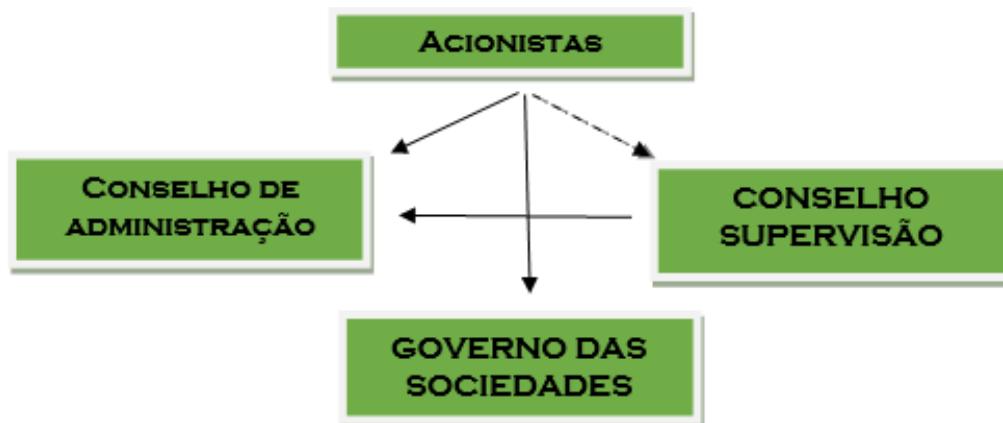 Acionistas
Conselho de
administração
CONSELHO
SUPERVISÃO
GOVERNO DAS
SOCIEDADES